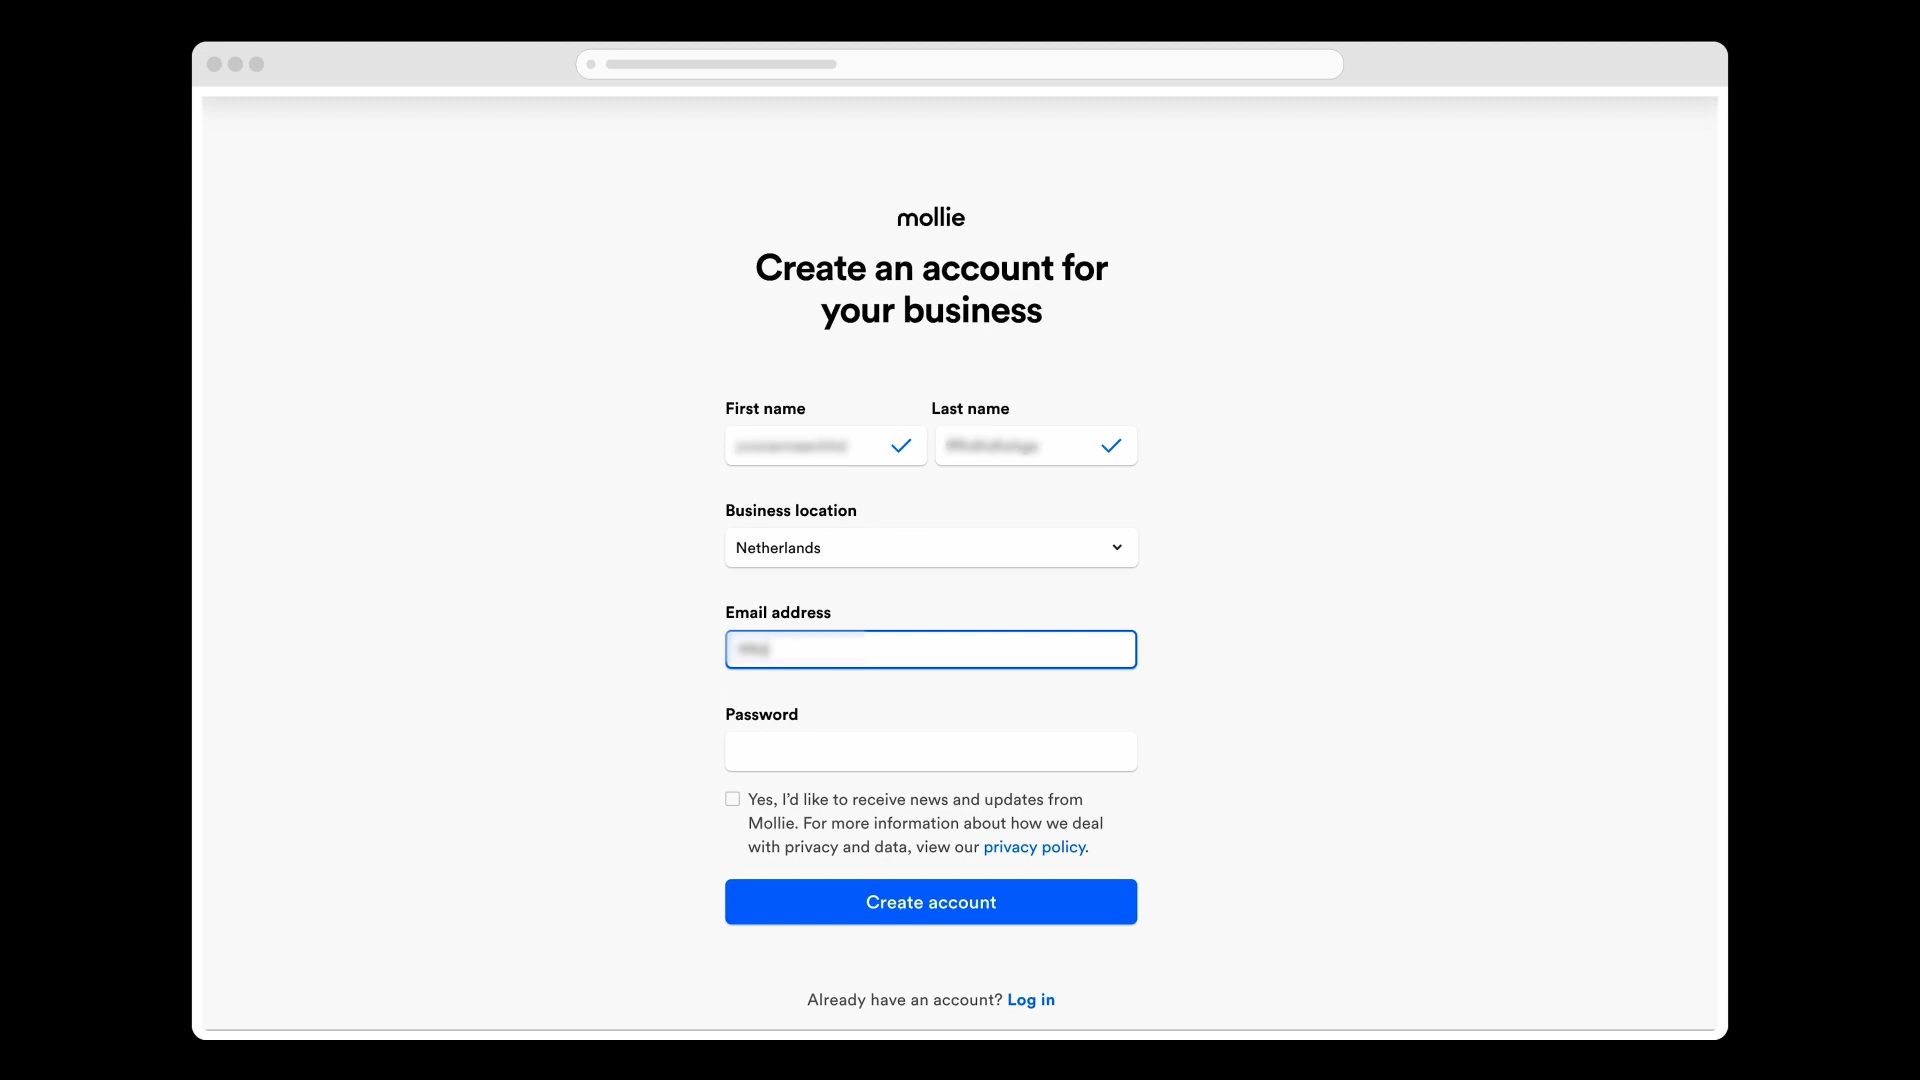 mollie
Create an account for
your business
First name
Last name
Business location
Netherlands
Email address
Password
Yes, I’d like to receive news and updates from
Mollie. For more information about how we deal
with privacy and data, view our privacy policy.
Create account
Already have an account? Log in